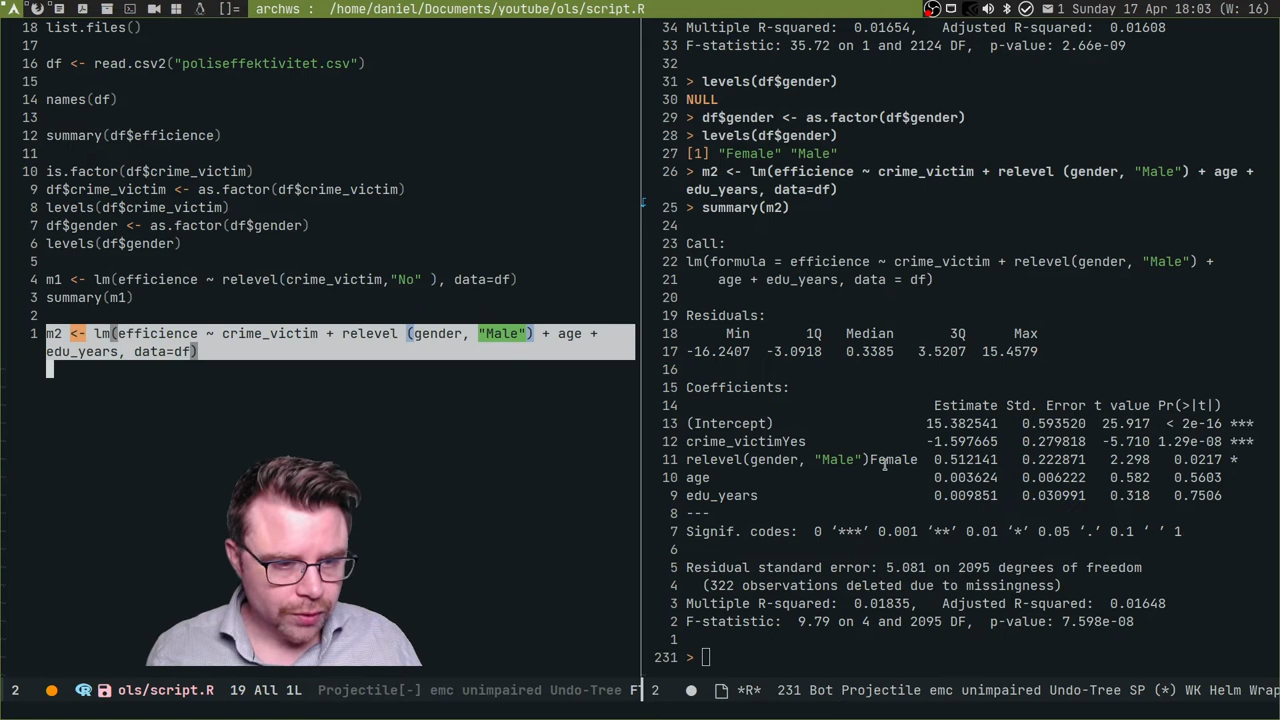 archws : /home/daniel/Documents/youtube/ols/script.R
1 Sunday 17 Apr 18:03 (W: 16)
18 list.files()
17
16 df <- read.csv2("poliseffektivitet.csv")
15
14 names(df)
13
12 summary(df$efficience)
11
10 is.factor(df$crime_victim)
9 df$crime_victim <- as.factor(df$crime_victim)
8 levels(df$crime_victim)
7 df$gender <- as.factor(df$gender)
6 levels(df$gender)
5
4 m1 <- lm(efficience ~ relevel(crime_victim,"No" ), data=df)
3 summary(m1)
2
1 m2 <- lm(efficience ~ crime_victim + relevel (gender, "Male") + age +
edu_years, data=df)
2 ols/script.R 19 All 1L Projectile[-] emc unimpaired Undo-Tree F
34 Multiple R-squared: 0.01654, Adjusted R-squared: 0.01608
33 F-statistic: 35.72 on 1 and 2124 DF, p-value: 2.66e-09
32
31 > levels(df$gender)
30 NULL
29 > df$gender <- as.factor(df$gender)
28 > levels(df$gender)
27 [1] "Female" "Male"
26 > m2 <- lm(efficience ~ crime_victim + relevel (gender, "Male") + age +
edu_years, data=df)
25 > summary(m2)
24
23 Call:
22 lm(formula = efficience ~ crime_victim + relevel(gender, "Male") +
21 age + edu_years, data = df)
20
19 Residuals:
18 Min 1Q Median 3Q Max
17 -16.2407 -3.0918 0.3385 3.5207 15.4579
16
15 Coefficients:
14 Estimate Std. Error t value Pr(>|t|)
13 (Intercept) 15.382541 0.593520 25.917 < 2e-16 ***
12 crime_victimYes -1.597665 0.279818 -5.710 1.29e-08 ***
11 relevel(gender, "Male")Female 0.512141 0.222871 2.298 0.0217 *
10 age 0.003624 0.006222 0.582 0.5603
9 edu_years 0.009851 0.030991 0.318 0.7506
8 ---
7 Signif. codes: 0 ‘***’ 0.001 ‘**’ 0.01 ‘*’ 0.05 ‘.’ 0.1 ‘ ’ 1
6
5 Residual standard error: 5.081 on 2095 degrees of freedom
4 (322 observations deleted due to missingness)
3 Multiple R-squared: 0.01835, Adjusted R-squared: 0.01648
2 F-statistic: 9.79 on 4 and 2095 DF, p-value: 7.598e-08
1
231 >
2 *R* 231 Bot Projectile emc unimpaired Undo-Tree SP (*) WK Helm Wrap